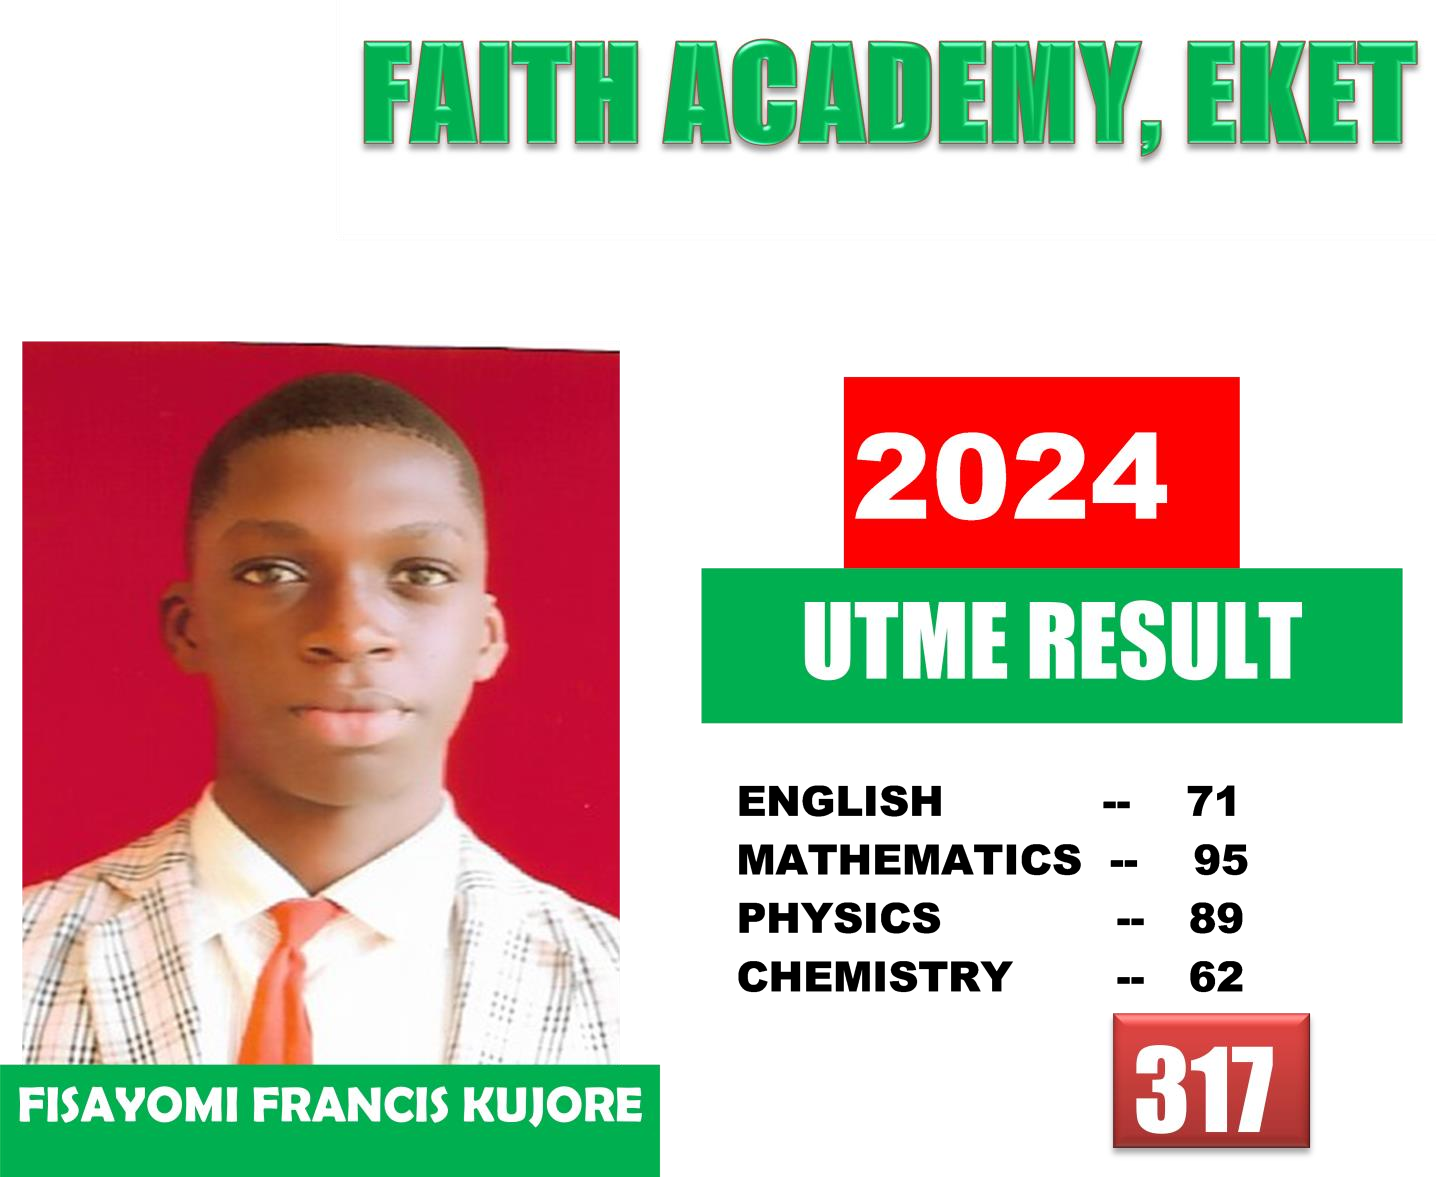 FAITH ACADEMY, EKET
2024
UTME RESULT
ENGLISH -- 71
MATHEMATICS -- 95
PHYSICS -- 89
CHEMISTRY -- 62
317
FISAYOMI FRANCIS KUJORE